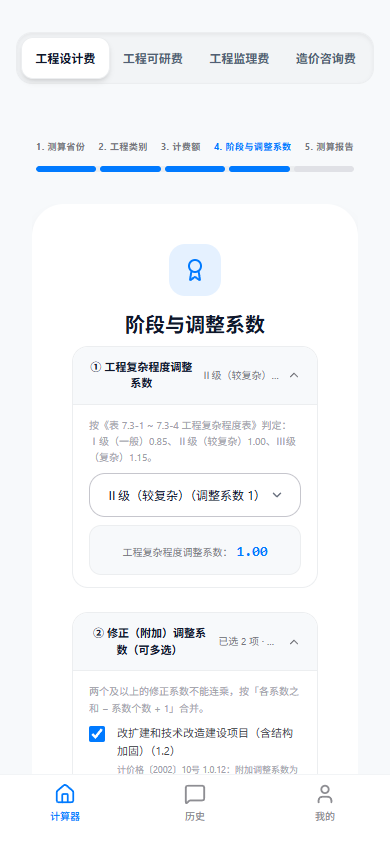 工程设计费 工程可研费 工程监理费 造价咨询费
1. 测算省份 2. 工程类别 3. 计费额 4. 阶段与调整系数 5. 测算报告
阶段与调整系数
① 工程复杂程度调整
系数
Ⅱ级（较复杂）...
按《表 7.3-1 ~ 7.3-4 工程复杂程度表》判定：
Ⅰ级（一般）0.85、Ⅱ级（较复杂）1.00、Ⅲ级
（复杂）1.15。
Ⅱ级（较复杂）（调整系数 1）
工程复杂程度调整系数： 1.00
② 修正（附加）调整系
数（可多选）
已选 2 项 · ...
两个及以上的修正系数不能连乘，按「各系数之
和 − 系数个数 + 1」合并。
改扩建和技术改造建设项目（含结构
加固）（1.2）
计价格〔2002〕10号 1.0.12：附加调整系数为
计算器 历史 我的